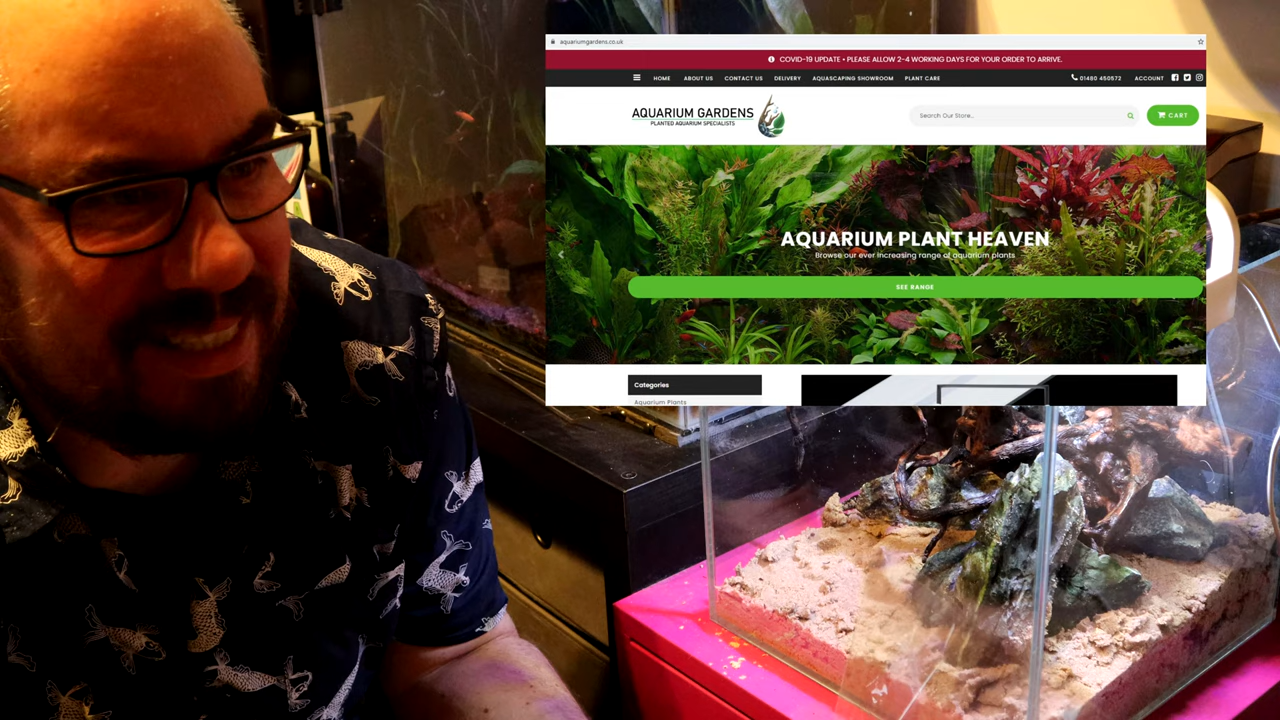 aquariumgardens.co.uk
COVID-19 UPDATE • PLEASE ALLOW 2-4 WORKING DAYS FOR YOUR ORDER TO ARRIVE.
HOME ABOUT US CONTACT US DELIVERY AQUASCAPING SHOWROOM PLANT CARE 01480 450572 ACCOUNT
AQUARIUM GARDENS
PLANTED AQUARIUM SPECIALISTS
Search Our Store...
CART
AQUARIUM PLANT HEAVEN
Browse our ever increasing range of aquarium plants
SEE RANGE
Categories
Aquarium Plants